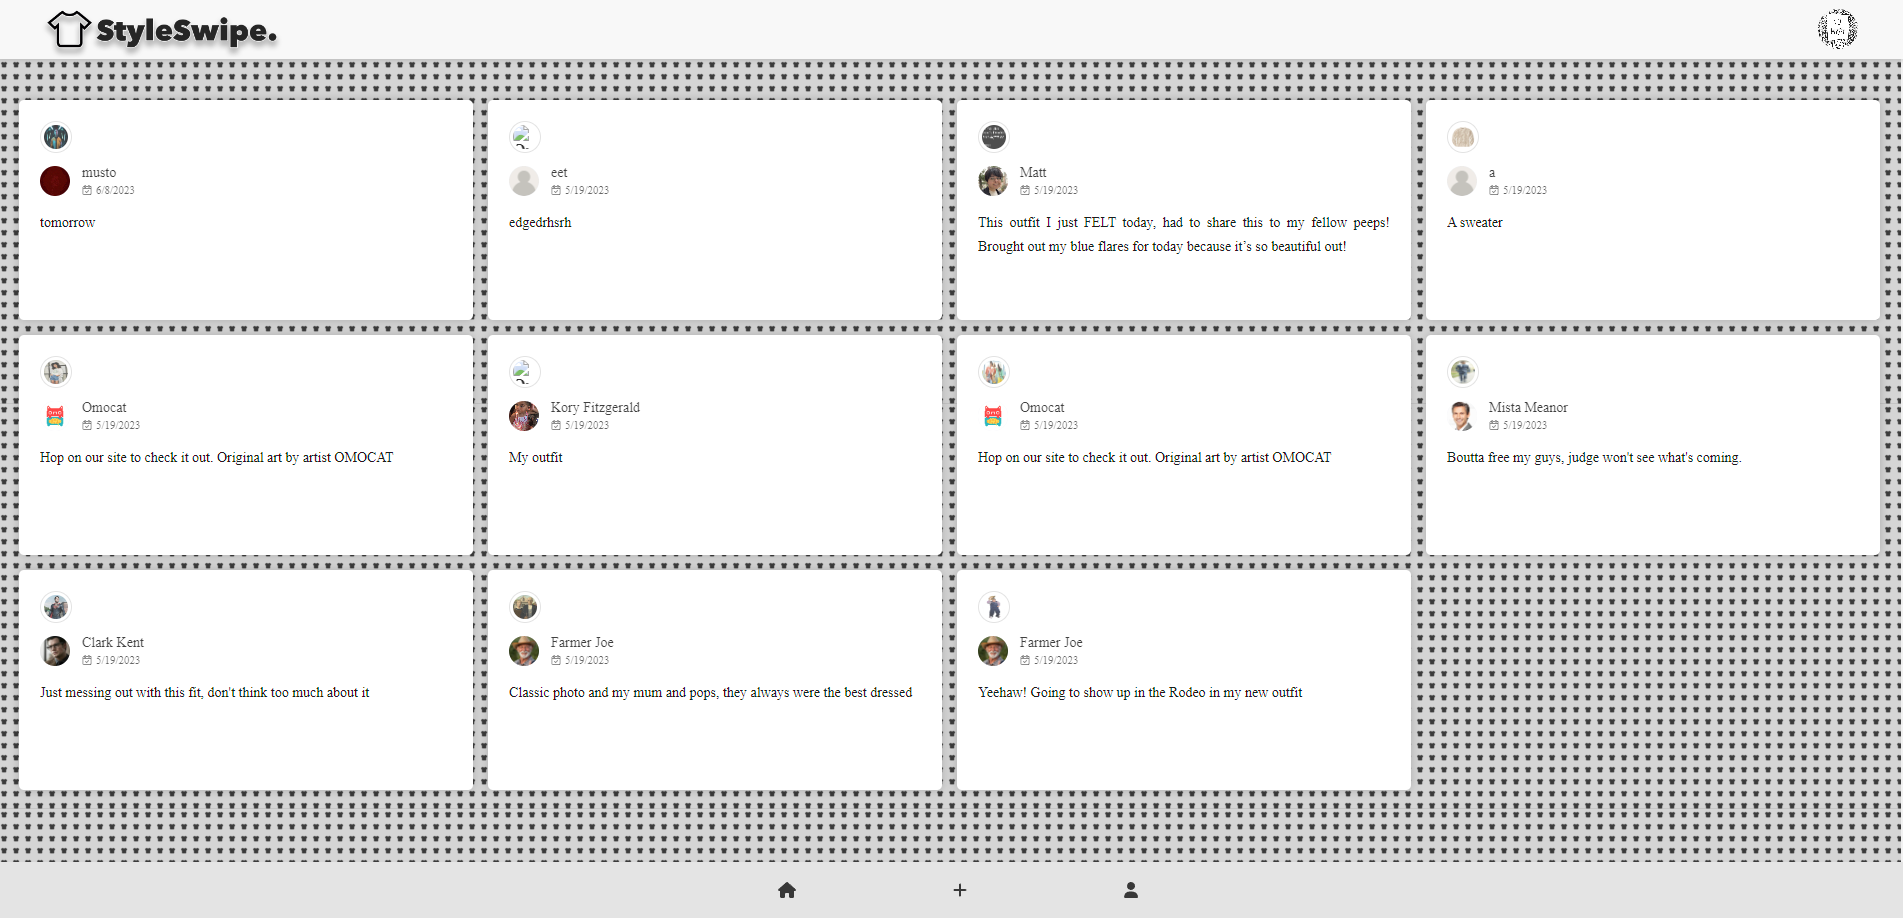 StyleSwipe.
musto
6/8/2023
tomorrow
eet
5/19/2023
edgedrhsrh
Matt
5/19/2023
This outfit I just FELT today, had to share this to my fellow peeps!
Brought out my blue flares for today because it’s so beautiful out!
a
5/19/2023
A sweater
Omocat
5/19/2023
Hop on our site to check it out. Original art by artist OMOCAT
Kory Fitzgerald
5/19/2023
My outfit
Omocat
5/19/2023
Hop on our site to check it out. Original art by artist OMOCAT
Mista Meanor
5/19/2023
Boutta free my guys, judge won't see what's coming.
Clark Kent
5/19/2023
Just messing out with this fit, don't think too much about it
Farmer Joe
5/19/2023
Classic photo and my mum and pops, they always were the best dressed
Farmer Joe
5/19/2023
Yeehaw! Going to show up in the Rodeo in my new outfit